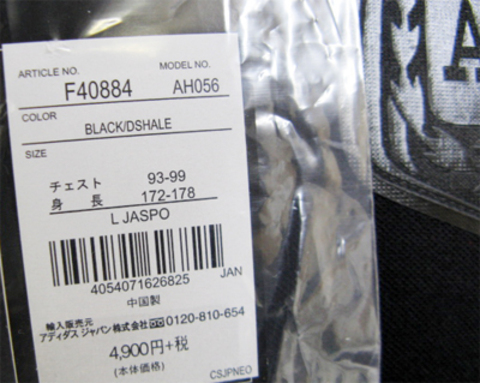 ARTICLE NO. MODEL NO.
F40884 AH056
COLOR
BLACK/DSHALE
SIZE
チェスト 93-99
身長 172-178
L JASPO
4054071626825 JAN
中国製
輸入販売元
アディダス ジャパン株式会社 0120-810-654
4,900円+税
(本体価格)
CSJPNEO
A